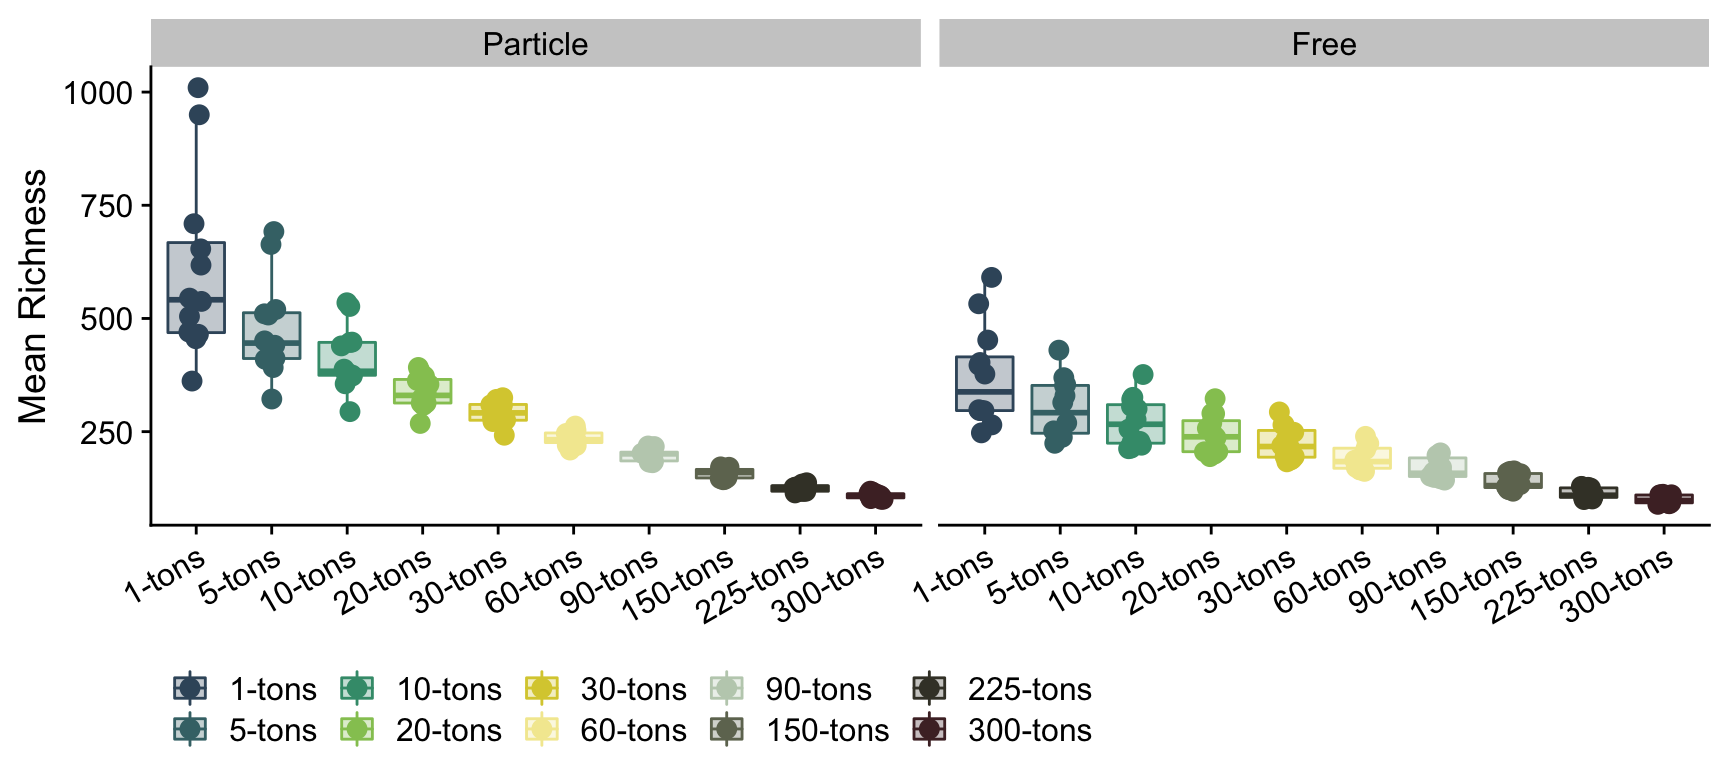 Particle Free
Mean Richness
1000
750
500
250
1-tons 5-tons 10-tons 20-tons 30-tons 60-tons 90-tons 150-tons 225-tons 300-tons
1-tons 5-tons 10-tons 20-tons 30-tons 60-tons 90-tons 150-tons 225-tons 300-tons
1-tons 10-tons 30-tons 90-tons 225-tons
5-tons 20-tons 60-tons 150-tons 300-tons